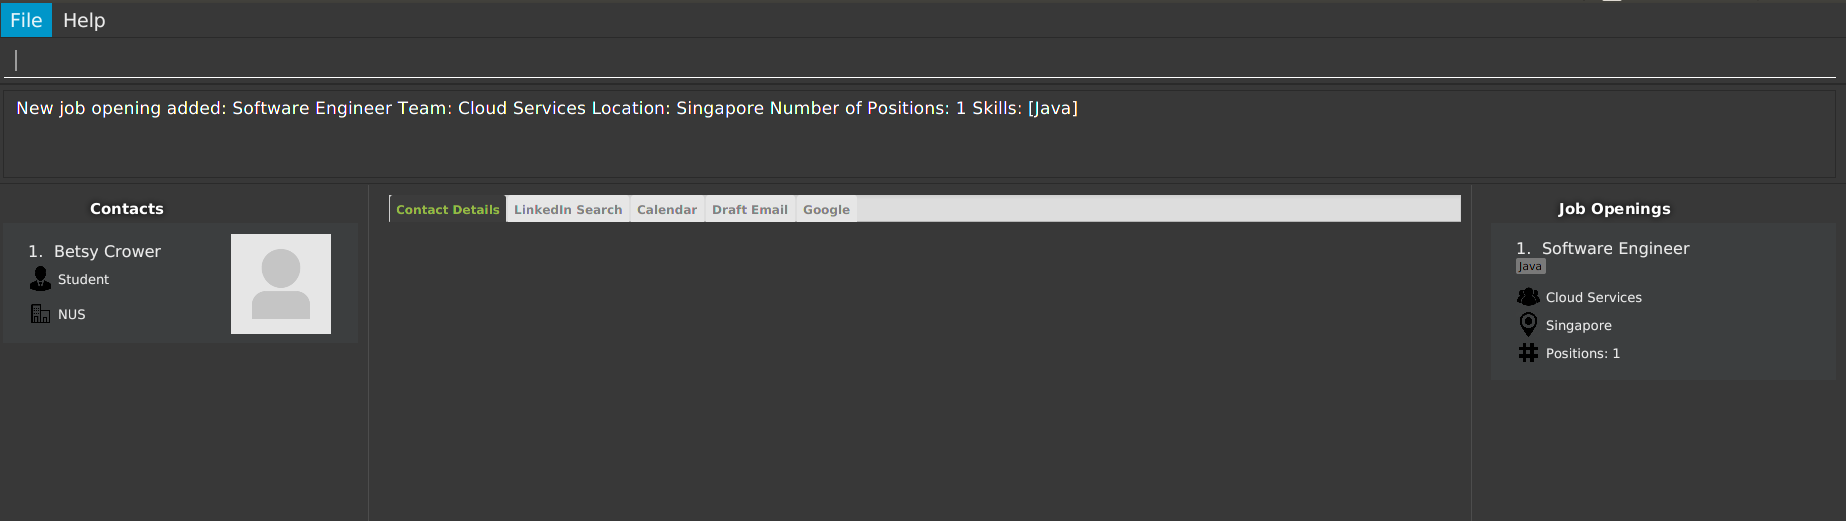 File Help
New job opening added: Software Engineer Team: Cloud Services Location: Singapore Number of Positions: 1 Skills: [Java]
Contacts
1. Betsy Crower
Student
NUS
Contact Details LinkedIn Search Calendar Draft Email Google
Job Openings
1. Software Engineer
Java
Cloud Services
Singapore
Positions: 1